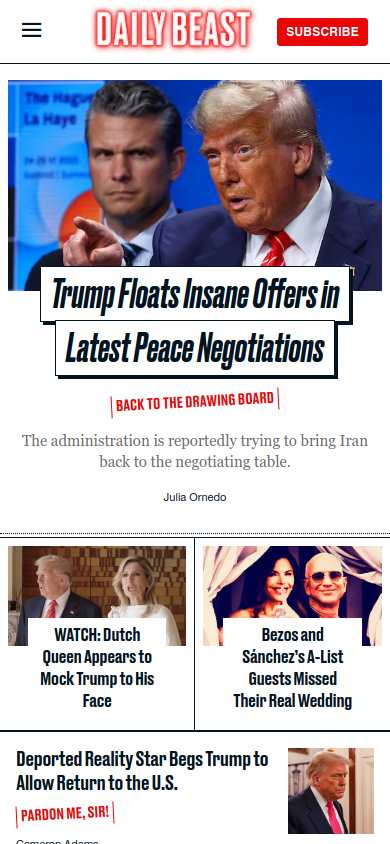 DAILY BEAST
SUBSCRIBE
The Hague
La Haye
Trump Floats Insane Offers in
Latest Peace Negotiations
BACK TO THE DRAWING BOARD
The administration is reportedly trying to bring Iran
back to the negotiating table.
Julia Ornedo
WATCH: Dutch
Queen Appears to
Mock Trump to His
Face
Bezos and
Sánchez’s A-List
Guests Missed
Their Real Wedding
Deported Reality Star Begs Trump to
Allow Return to the U.S.
PARDON ME, SIR!
Cameron Adams